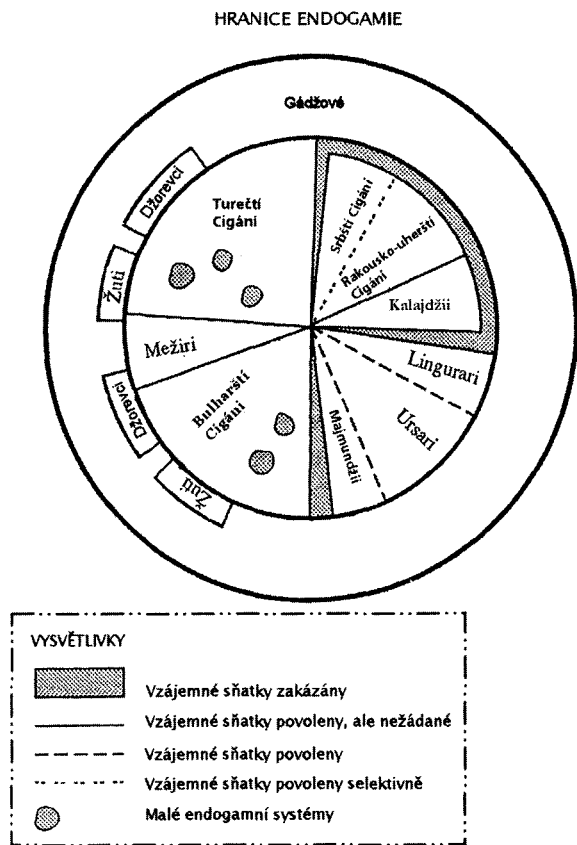 HRANICE ENDOGAMIE
Gádžové
Džorevci
Turečtí
Cigáni
Srbští Cigáni
Rakousko-uherští
Cigáni
Žuti
Kalajdžii
Mežiri
Lingurari
Džorevci
Bulharští
Cigáni
Majmundžii
Ursari
Žuti
VYSVĚTLIVKY
Vzájemné sňatky zakázány
Vzájemné sňatky povoleny, ale nežádané
Vzájemné sňatky povoleny
Vzájemné sňatky povoleny selektivně
Malé endogamní systémy